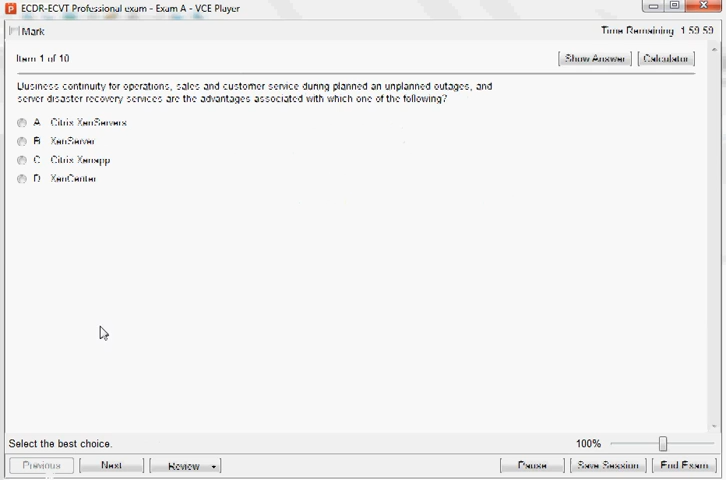 ECDR-ECVT Professional exam - Exam A - VCE Player
Mark
Time Remaining 1:59:59
Item 1 of 10
Show Answer
Calculator
Business continuity for operations, sales and customer service during planned an unplanned outages, and
server disaster recovery services are the advantages associated with which one of the following?
A Citrix XenServers
B XenServer
C Citrix Xenapp
D XenCenter
Select the best choice.
100%
Previous
Next
Review
Pause
Save Session
End Exam